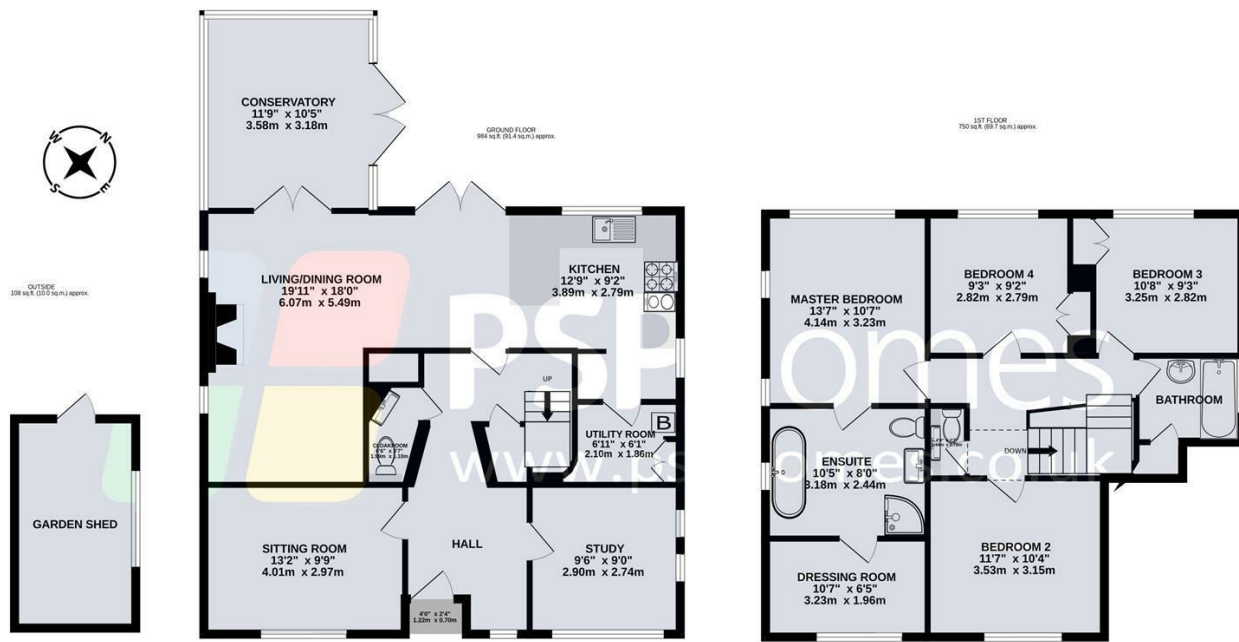 CONSERVATORY
11'9" x 10'5"
3.58m x 3.18m
GROUND FLOOR
984 sq.ft. (91.4 sq.m.) approx.
1ST FLOOR
750 sq.ft. (69.7 sq.m.) approx.
N
E
S
W
OUTSIDE
108 sq.ft. (10.0 sq.m.) approx.
LIVING/DINING ROOM
19'11" x 18'0"
6.07m x 5.49m
KITCHEN
12'9" x 9'2"
3.89m x 2.79m
UP
CLOAKROOM
UTILITY ROOM
6'11" x 6'1"
2.10m x 1.86m
B
GARDEN SHED
SITTING ROOM
13'2" x 9'9"
4.01m x 2.97m
HALL
STUDY
9'6" x 9'0"
2.90m x 2.74m
4'0" x 2'4"
1.22m x 0.70m
MASTER BEDROOM
13'7" x 10'7"
4.14m x 3.23m
BEDROOM 4
9'3" x 9'2"
2.82m x 2.79m
BEDROOM 3
10'8" x 9'3"
3.25m x 2.82m
BATHROOM
ENSUITE
10'5" x 8'0"
3.18m x 2.44m
DOWN
DRESSING ROOM
10'7" x 6'5"
3.23m x 1.96m
BEDROOM 2
11'7" x 10'4"
3.53m x 3.15m
PSP Homes
www.psphomes.co.uk